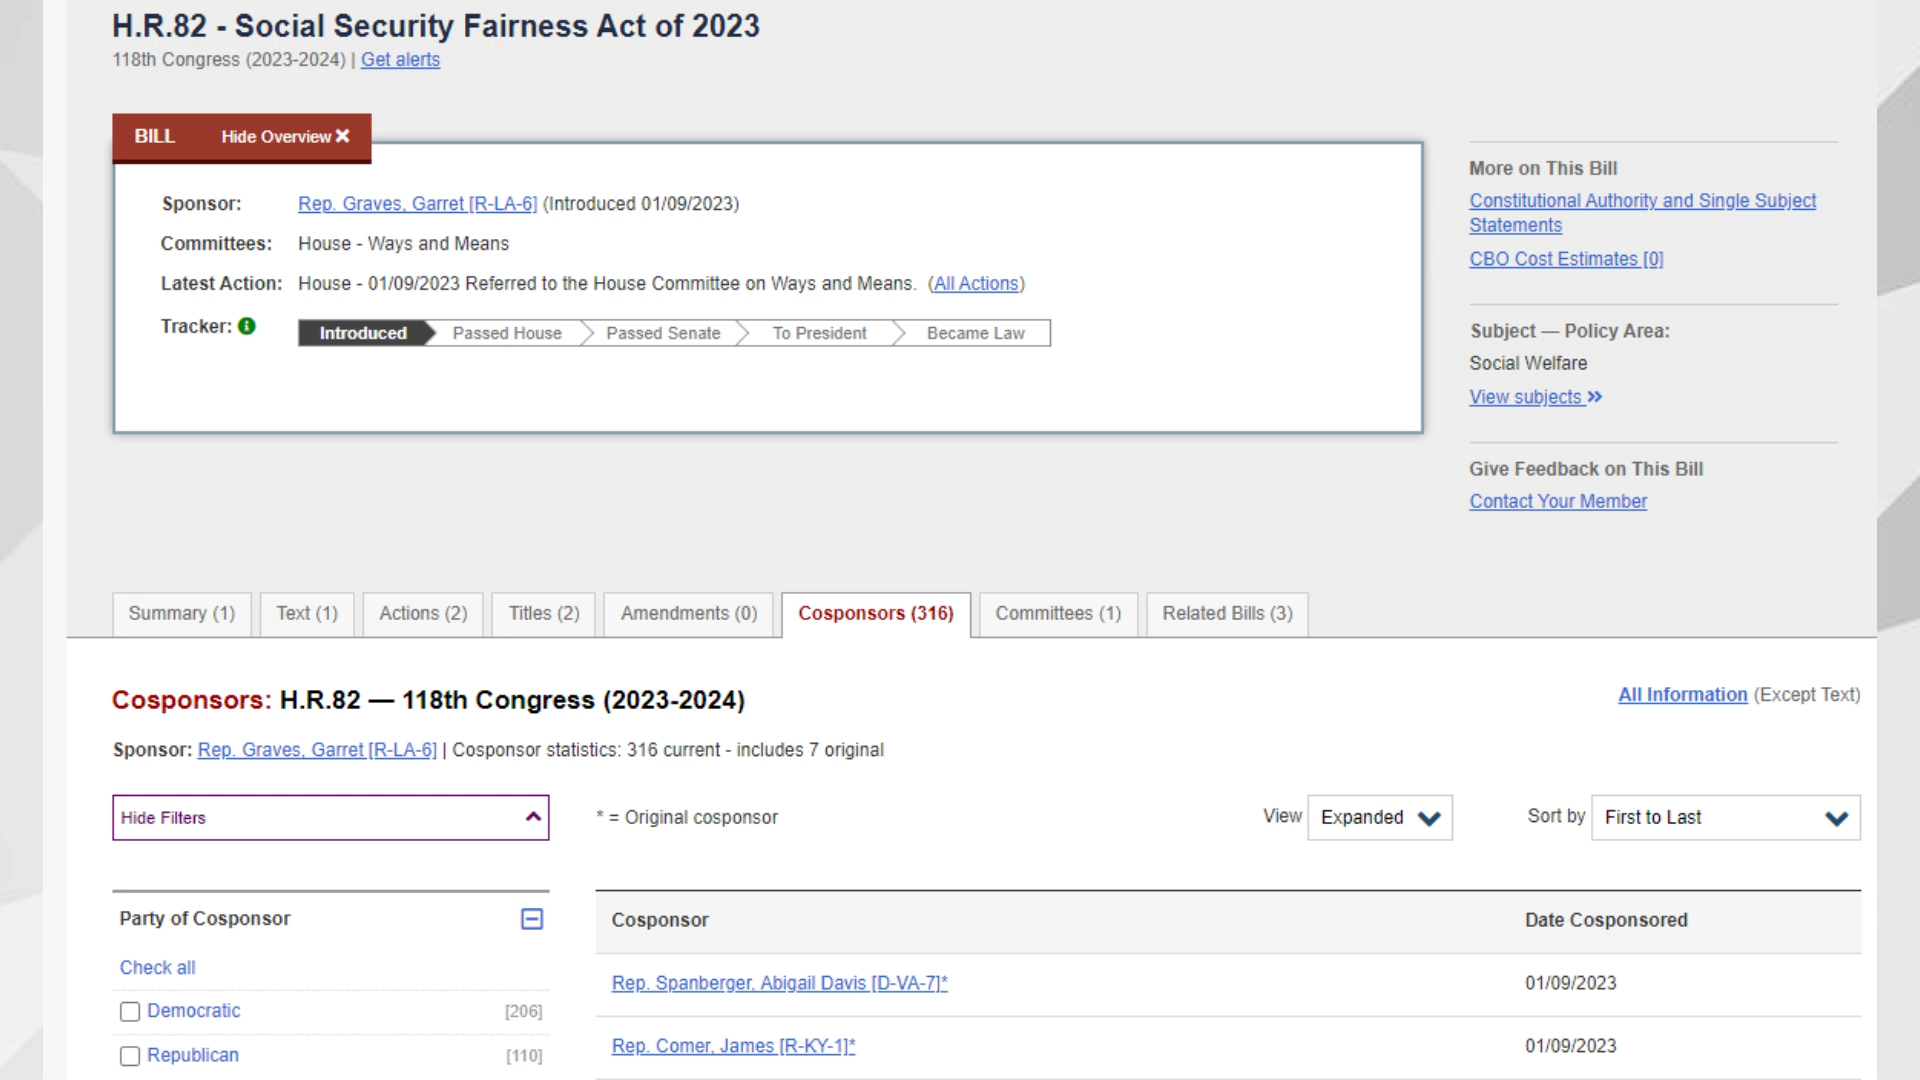 H.R.82 - Social Security Fairness Act of 2023
118th Congress (2023-2024) | Get alerts
BILL Hide Overview ×
Sponsor: Rep. Graves, Garret [R-LA-6] (Introduced 01/09/2023)
Committees: House - Ways and Means
Latest Action: House - 01/09/2023 Referred to the House Committee on Ways and Means. (All Actions)
Tracker:
Introduced Passed House Passed Senate To President Became Law
More on This Bill
Constitutional Authority and Single Subject
Statements
CBO Cost Estimates [0]
Subject — Policy Area:
Social Welfare
View subjects »
Give Feedback on This Bill
Contact Your Member
Summary (1) Text (1) Actions (2) Titles (2) Amendments (0) Cosponsors (316) Committees (1) Related Bills (3)
Cosponsors: H.R.82 — 118th Congress (2023-2024)
All Information (Except Text)
Sponsor: Rep. Graves, Garret [R-LA-6] | Cosponsor statistics: 316 current - includes 7 original
Hide Filters
* = Original cosponsor
View Expanded
Sort by First to Last
Party of Cosponsor
Check all
Democratic [206]
Republican [110]
Cosponsor Date Cosponsored
Rep. Spanberger, Abigail Davis [D-VA-7]* 01/09/2023
Rep. Comer, James [R-KY-1]* 01/09/2023